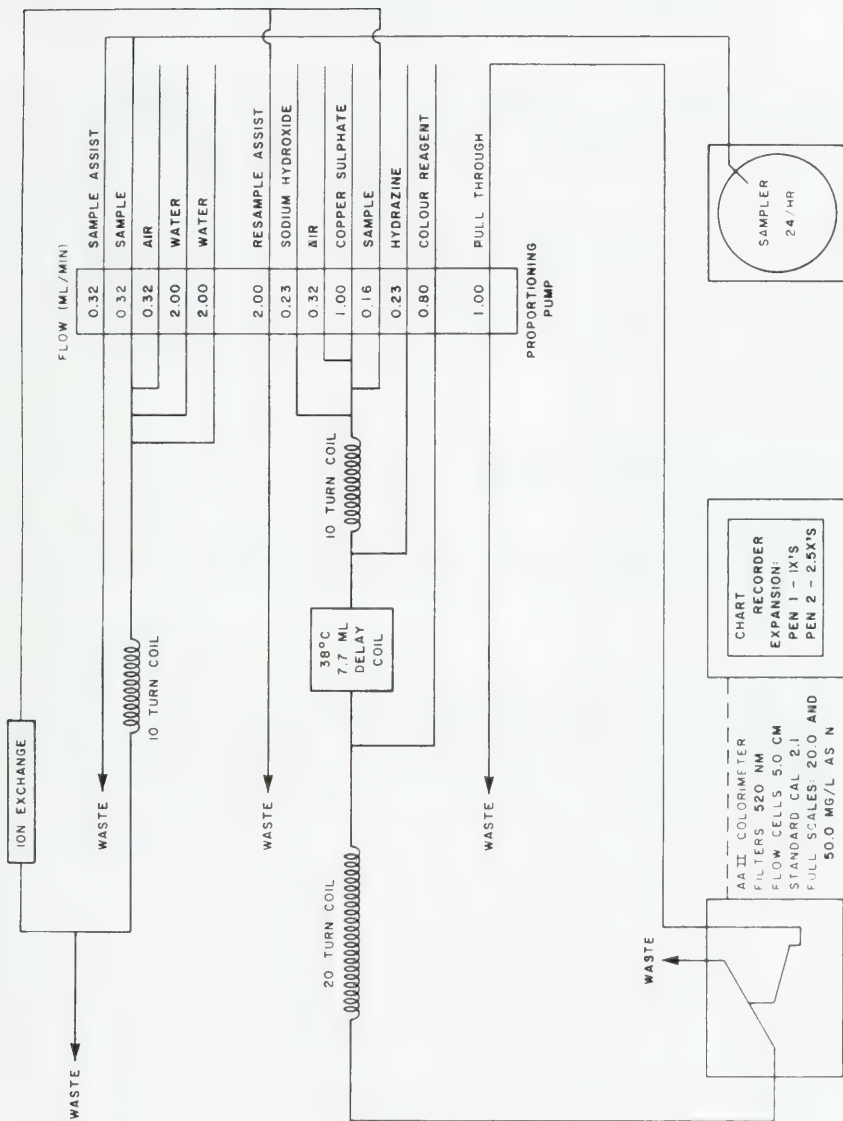 FLOW (ML/MIN)
0.32 SAMPLE ASSIST
0.32 SAMPLE
0.32 AIR
2.00 WATER
2.00 WATER
2.00 RESAMPLE ASSIST
0.23 SODIUM HYDROXIDE
0.32 AIR
1.00 COPPER SULPHATE
0.16 SAMPLE
0.23 HYDRAZINE
0.80 COLOUR REAGENT
1.00 PULL THROUGH
PROPORTIONING
PUMP
ION EXCHANGE
WASTE
WASTE
10 TURN COIL
WASTE
10 TURN COIL
38°C
7.7 ML
DELAY
COIL
20 TURN COIL
WASTE
WASTE
SAMPLER
24/HR
CHART
RECORDER
EXPANSION:
PEN 1 - 1X'S
PEN 2 - 2.5X'S
AA II COLORIMETER
FILTERS 520 NM
FLOW CELLS 5.0 CM
STANDARD CAL 2.1
FULL SCALES: 20.0 AND
50.0 MG/L AS N